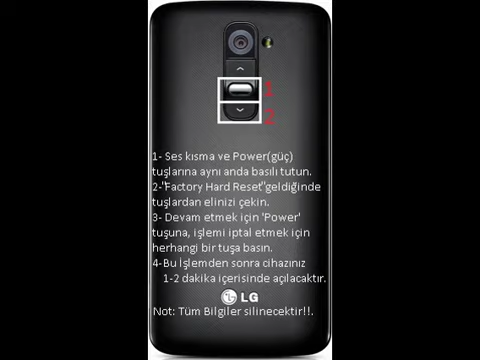 1
2
1- Ses kısma ve Power(güç)
tuşlarına aynı anda basılı tutun.
2-"Factory Hard Reset"geldiğinde
tuşlardan elinizi çekin.
3- Devam etmek için 'Power'
tuşuna, işlemi iptal etmek için
herhangi bir tuşa basın.
4-Bu İşlemden sonra cihazınız
1-2 dakika içerisinde açılacaktır.
LG
Not: Tüm Bilgiler silinecektir!!.